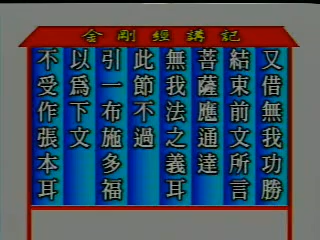 金剛經講記
又借無我功勝
結束前文所言
菩薩應通達
無我法之義耳
此節不過
引一布施多福
以為下文
不受作張本耳